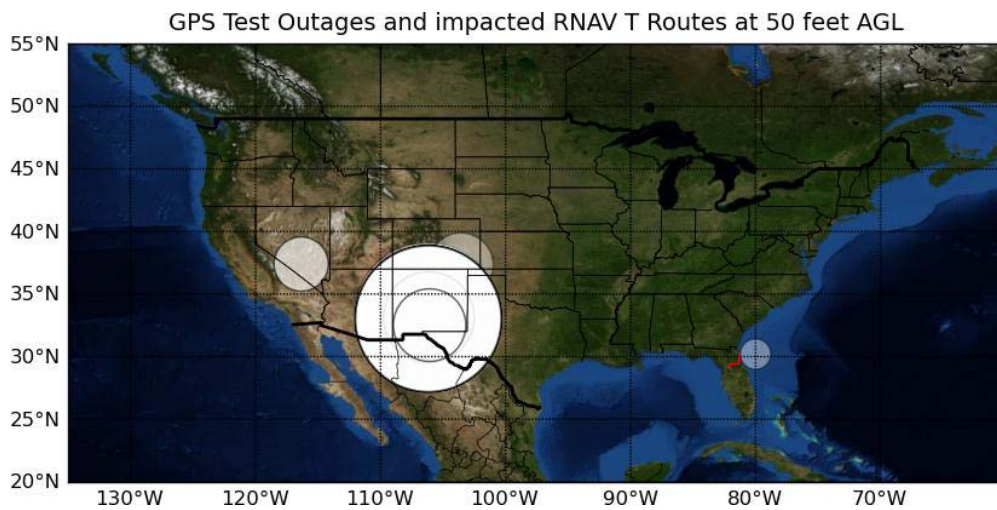 GPS Test Outages and impacted RNAV T Routes at 50 feet AGL
55°N
50°N
45°N
40°N
35°N
30°N
25°N
20°N
130°W 120°W 110°W 100°W 90°W 80°W 70°W